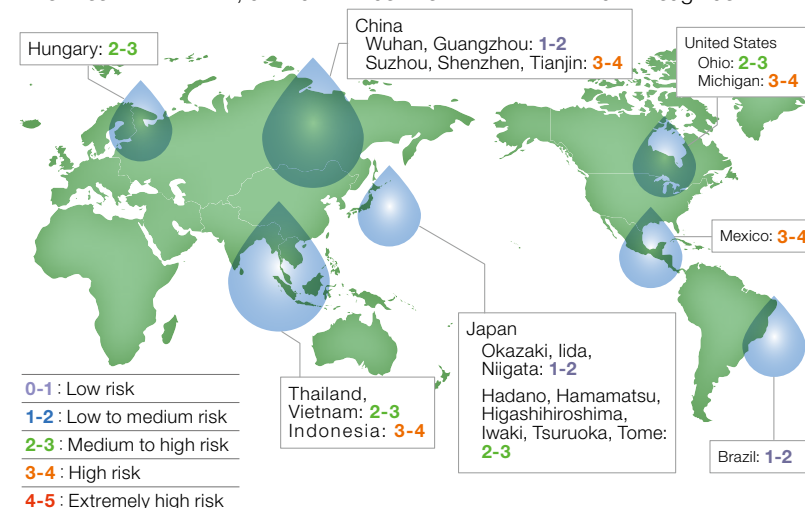 Hungary: 2-3
China
Wuhan, Guangzhou: 1-2
Suzhou, Shenzhen, Tianjin: 3-4
United States
Ohio: 2-3
Michigan: 3-4
Mexico: 3-4
Japan
Okazaki, Iida,
Niigata: 1-2
Hadano, Hamamatsu,
Higashihiroshima,
Iwaki, Tsuruoka, Tome:
2-3
Thailand,
Vietnam: 2-3
Indonesia: 3-4
Brazil: 1-2
0-1 : Low risk
1-2 : Low to medium risk
2-3 : Medium to high risk
3-4 : High risk
4-5 : Extremely high risk